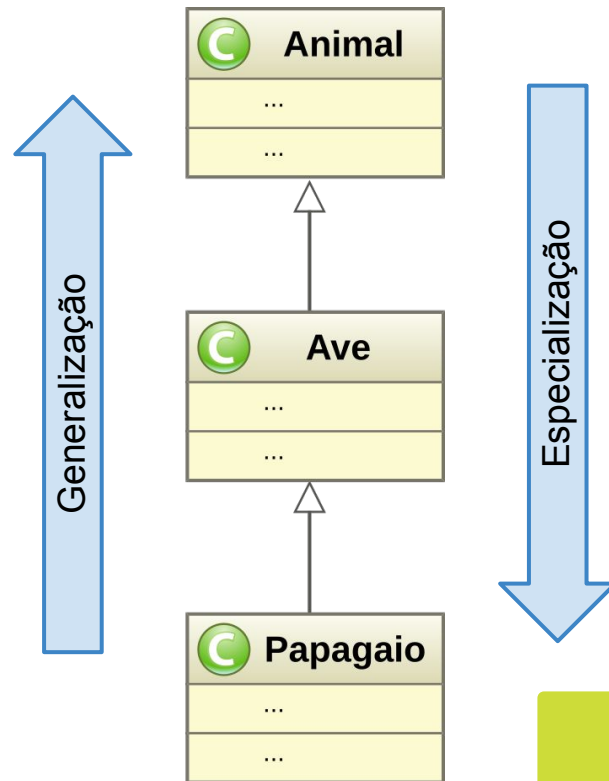 C Animal
...
...
Generalização
Especialização
C Ave
...
...
C Papagaio
...
...